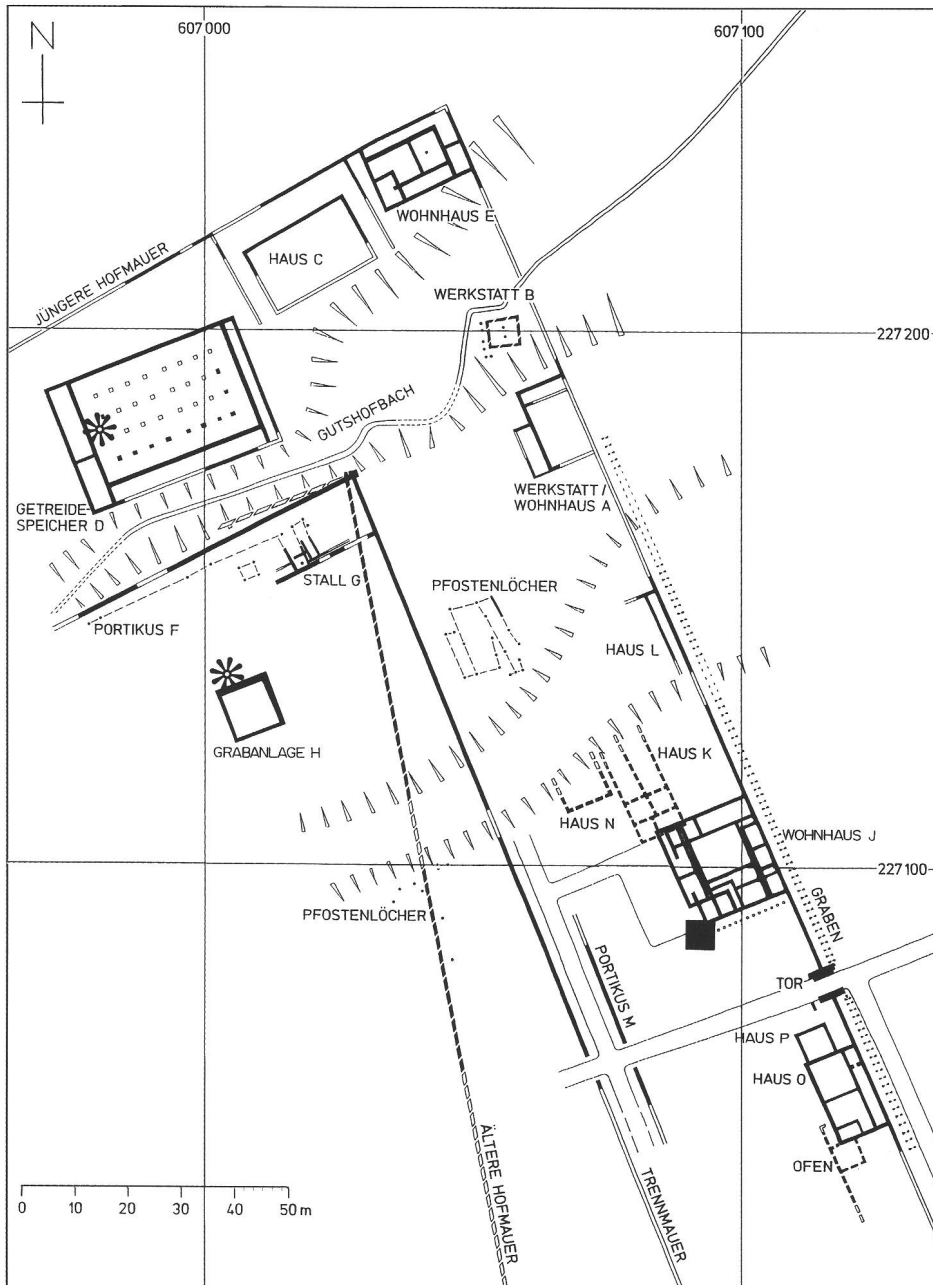 607 000
607 100
N
WOHNHAUS E
HAUS C
JÜNGERE HOFMAUER
WERKSTATT B
227 200
GUTSHOFBACH
GETREIDE-
SPEICHER D
WERKSTATT/
WOHNHAUS A
STALL G
PFOSTENLÖCHER
PORTIKUS F
HAUS L
GRABANLAGE H
HAUS K
HAUS N
WOHNHAUS J
227 100
PFOSTENLÖCHER
GRABEN
PORTIKUS M
TOR
HAUS P
HAUS O
OFEN
ÄLTERE HOFMAUER
TRENNMAUER
0 10 20 30 40 50 m